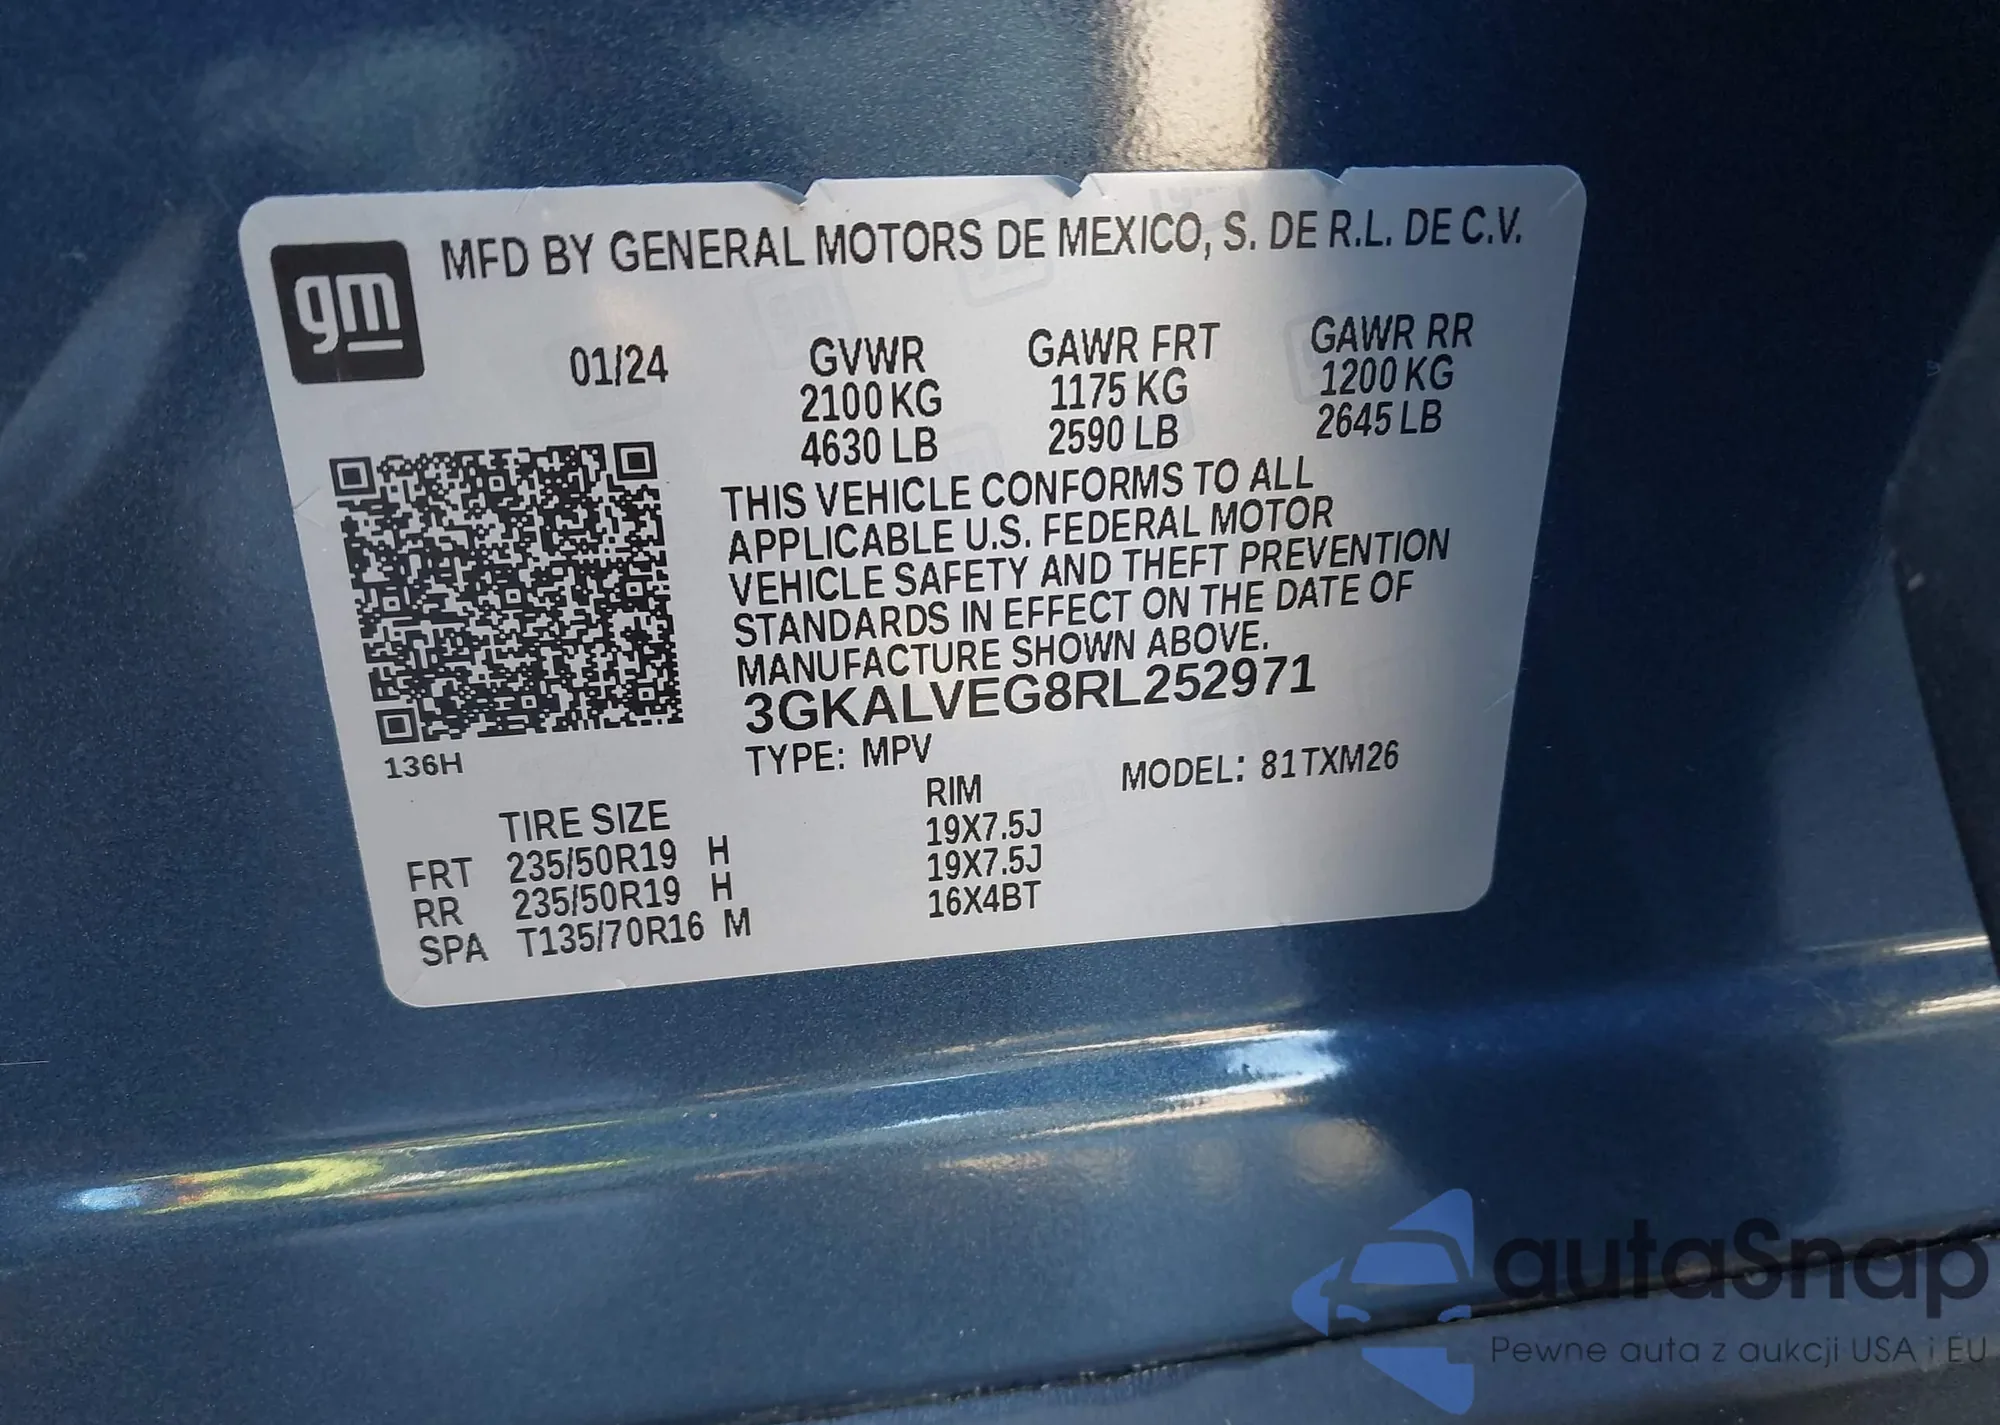 gm
MFD BY GENERAL MOTORS DE MEXICO, S. DE R.L. DE C.V.
01/24 GVWR GAWR FRT GAWR RR
2100 KG 1175 KG 1200 KG
4630 LB 2590 LB 2645 LB
THIS VEHICLE CONFORMS TO ALL
APPLICABLE U.S. FEDERAL MOTOR
VEHICLE SAFETY AND THEFT PREVENTION
STANDARDS IN EFFECT ON THE DATE OF
MANUFACTURE SHOWN ABOVE.
3GKALVEG8RL252971
136H
TYPE: MPV MODEL: 81TXM26
TIRE SIZE RIM
FRT 235/50R19 H 19X7.5J
RR 235/50R19 H 19X7.5J
SPA T135/70R16 M 16X4BT
autaSnap
Pewne auta z aukcji USA i EU